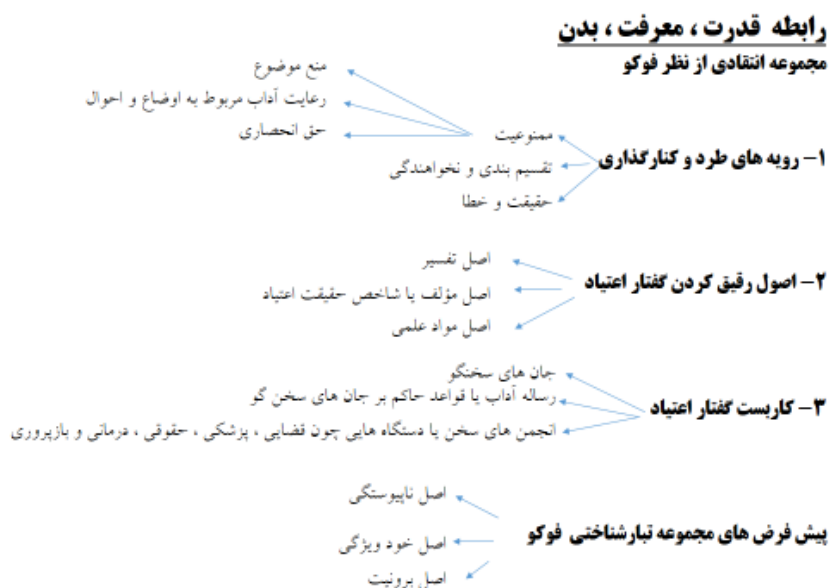 رابطه قدرت ، معرفت ، بدن
مجموعه انتقادی از نظر فوکو
منع موضوع
رعایت آداب مربوط به اوضاع و احوال
حق انحصاری
ممنوعیت
۱- رویه های طرد و کنارگذاری
تقسیم بندی و نخواهندگی
حقیقت و خطا
اصل تفسیر
۲- اصول رقیق کردن گفتار اعتیاد
اصل مؤلف یا شاخص حقیقت اعتیاد
اصل مواد علمی
جان های سخنگو
۳- کاربست گفتار اعتیاد
رساله آداب یا قواعد حاکم بر جان های سخن گو
انجمن های سخن یا دستگاه هایی چون قضایی ، پزشکی ، حقوقی ، درمانی و بازپروری
اصل ناپیوستگی
پیش فرض های مجموعه تبارشناختی فوکو
اصل خود ویژگی
اصل برونیت